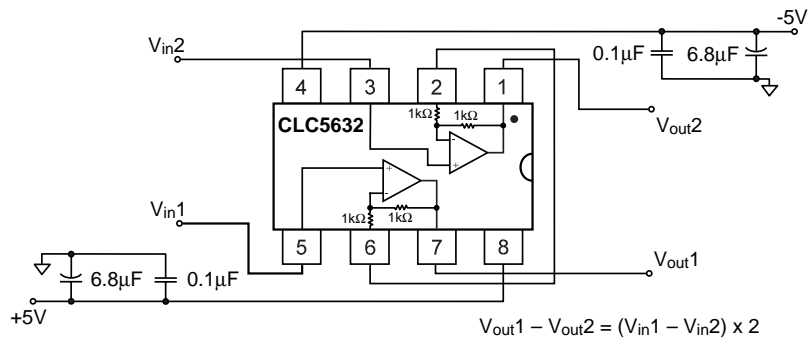 -5V
Vin2
0.1µF
6.8µF
4
3
2
1
1kΩ
1kΩ
CLC5632
-
+
Vout2
+
-
1kΩ
1kΩ
Vin1
5
6
7
8
6.8µF
0.1µF
Vout1
+5V
Vout1 – Vout2 = (Vin1 – Vin2) x 2